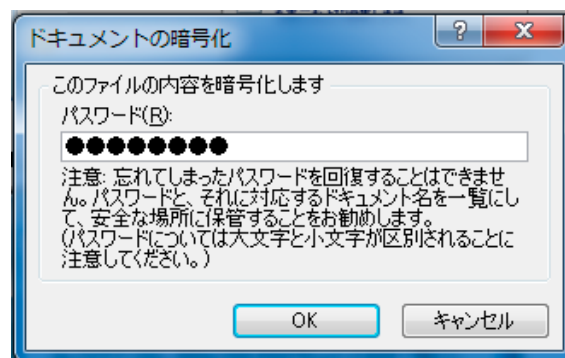 ドキュメントの暗号化
?
X
このファイルの内容を暗号化します
パスワード(R):
●●●●●●●●
注意: 忘れてしまったパスワードを回復することはできませ
ん。パスワードと、それに対応するドキュメント名を一覧にし
て、安全な場所に保管することをお勧めします。
(パスワードについては大文字と小文字が区別されることに
注意してください。)
OK
キャンセル